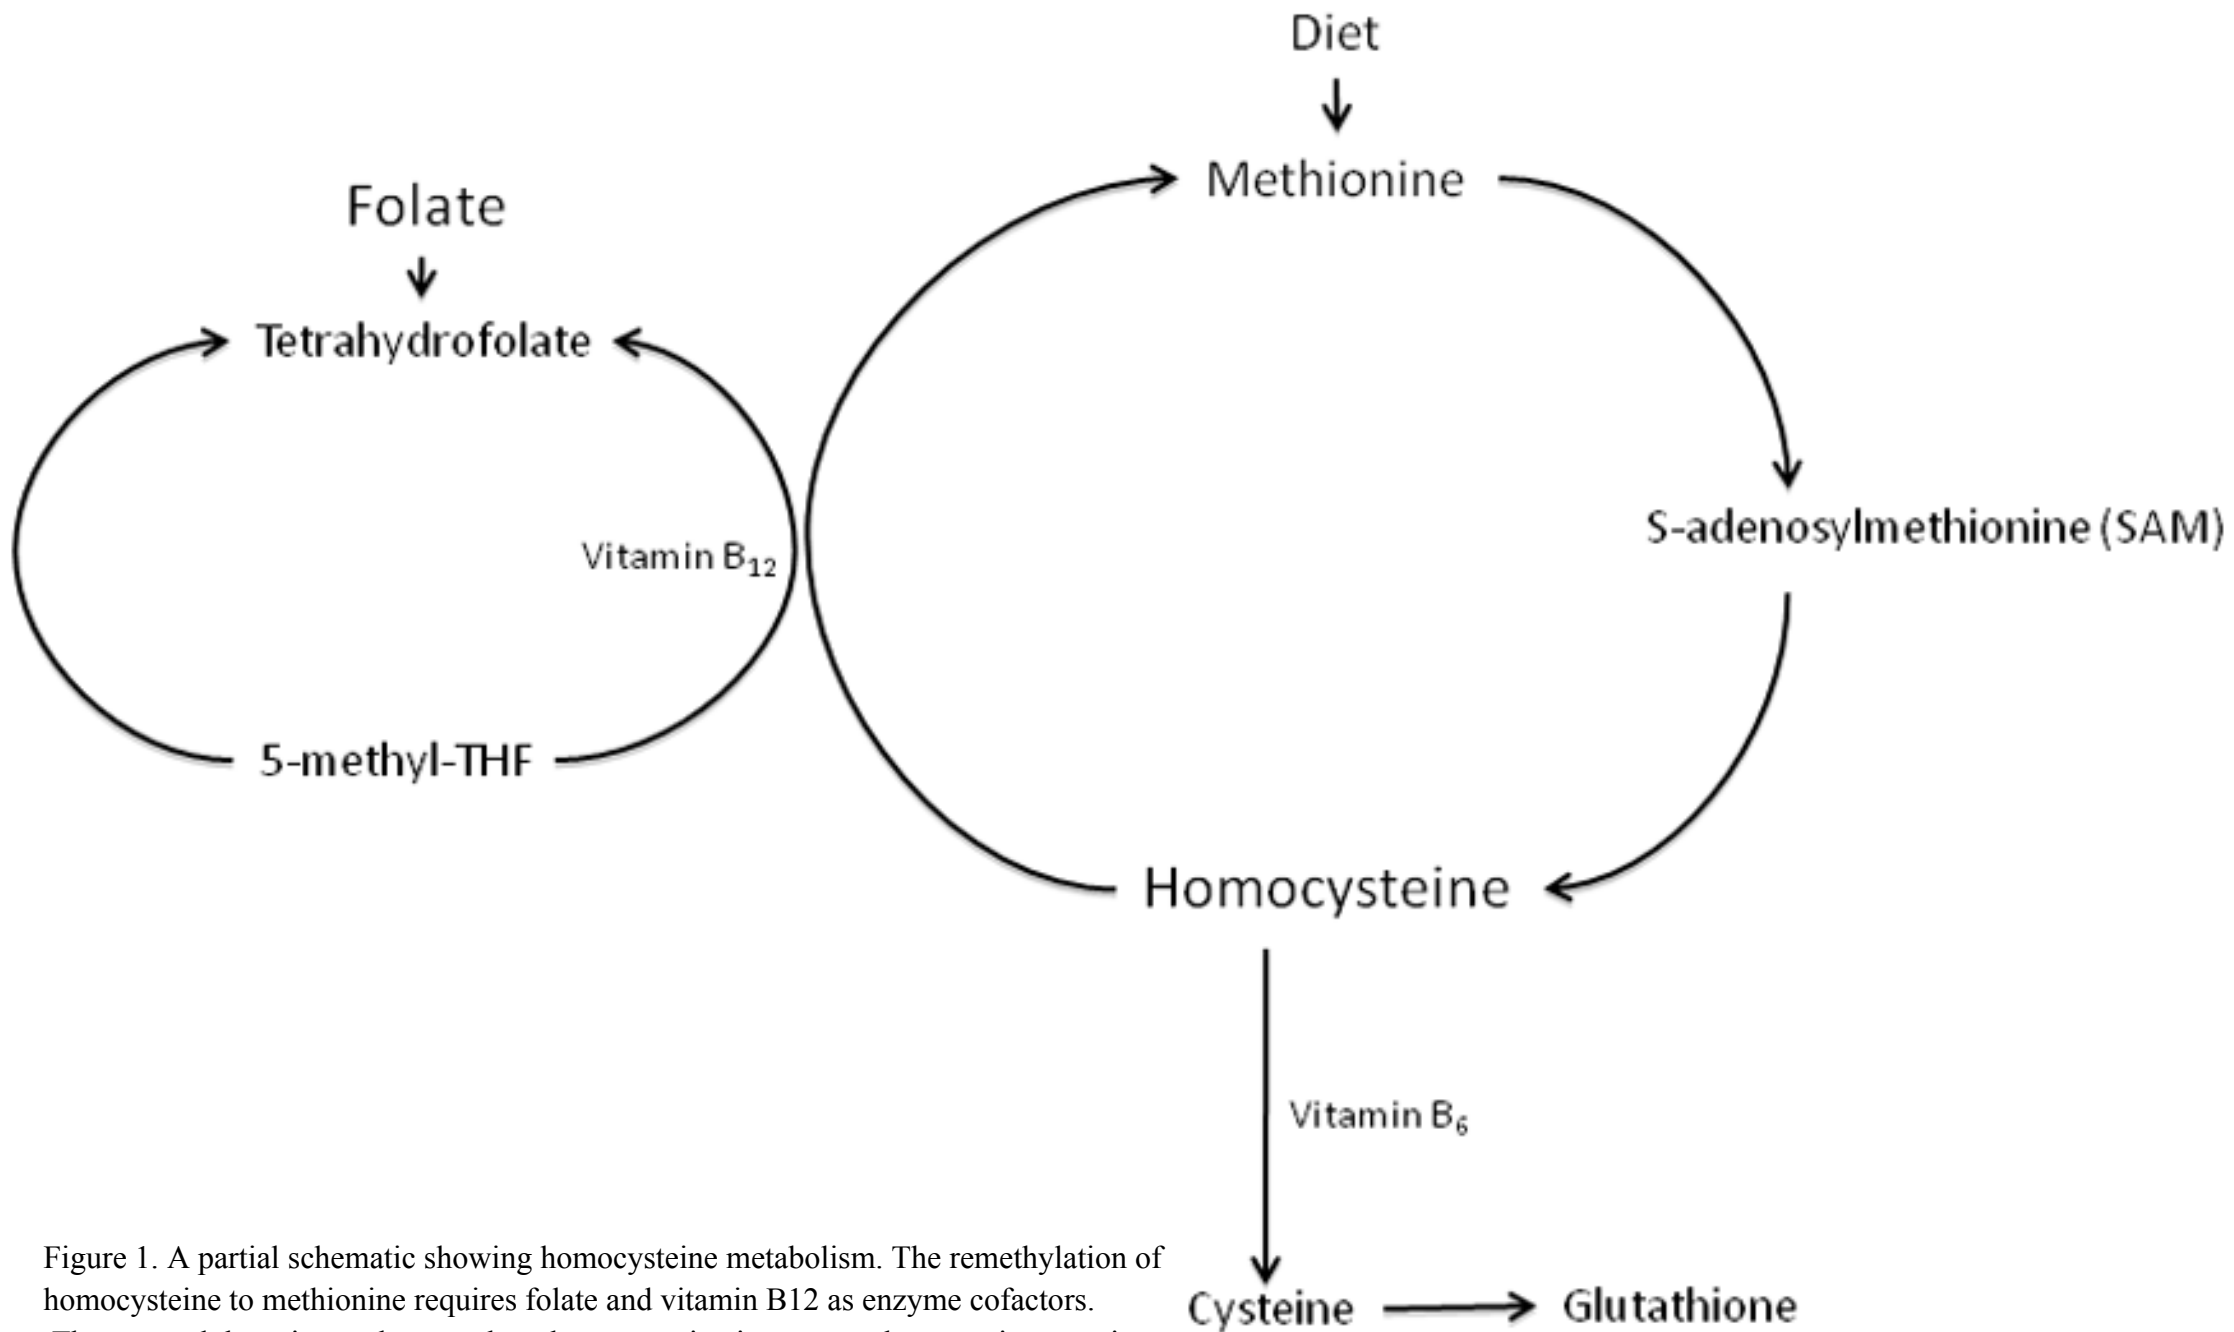 Diet
Methionine
Folate
Tetrahydrofolate
S-adenosylmethionine (SAM)
Vitamin B₁₂
5-methyl-THF
Homocysteine
Vitamin B₆
Cysteine
Glutathione
Figure 1. A partial schematic showing homocysteine metabolism. The remethylation of
homocysteine to methionine requires folate and vitamin B12 as enzyme cofactors.